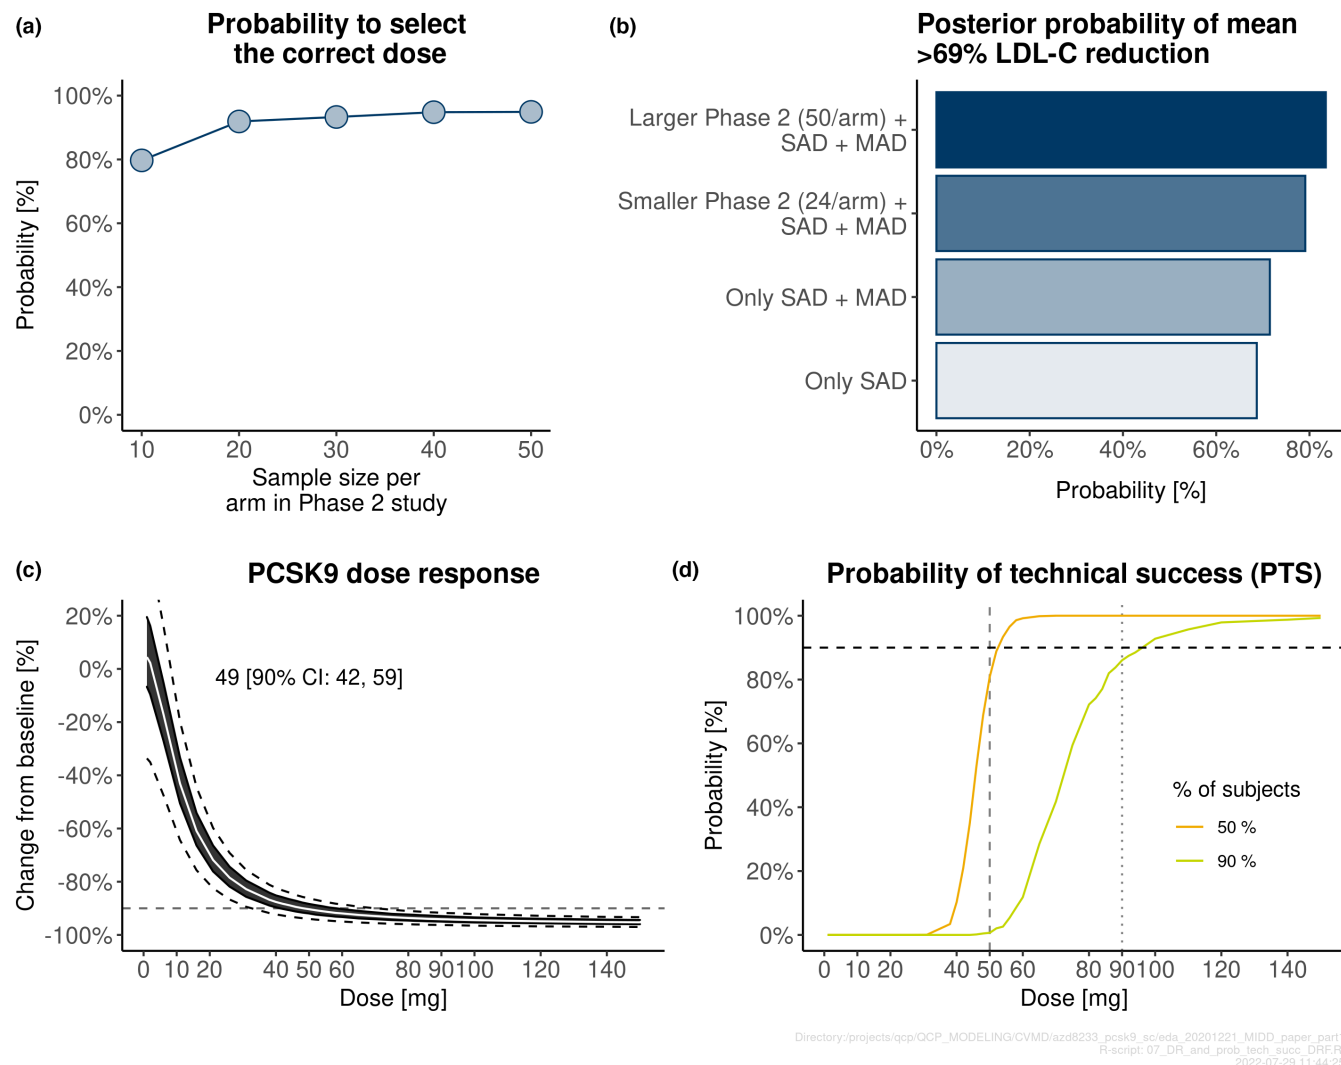 (a)
Probability to select
the correct dose
100%
80%
60%
40%
20%
0%
Probability [%]
10 20 30 40 50
Sample size per
arm in Phase 2 study
(b)
Posterior probability of mean
>69% LDL-C reduction
Larger Phase 2 (50/arm) +
SAD + MAD
Smaller Phase 2 (24/arm) +
SAD + MAD
Only SAD + MAD
Only SAD
0% 20% 40% 60% 80%
Probability [%]
(c)
PCSK9 dose response
20%
0%
-20%
-40%
-60%
-80%
-100%
Change from baseline [%]
49 [90% CI: 42, 59]
0 10 20 40 50 60 80 90 100 120 140
Dose [mg]
(d)
Probability of technical success (PTS)
100%
80%
60%
40%
20%
0%
Probability [%]
% of subjects
50 %
90 %
0 10 20 40 50 60 80 90 100 120 140
Dose [mg]
Directory:/projects/qcp/QCP_MODELING/CVMD/azd8233_pcsk9_sc/eda_20201221_MIDD_paper_part
R-script: 07_DR_and_prob_tech_succ_DRF.R
2022-07-29 11:44:25